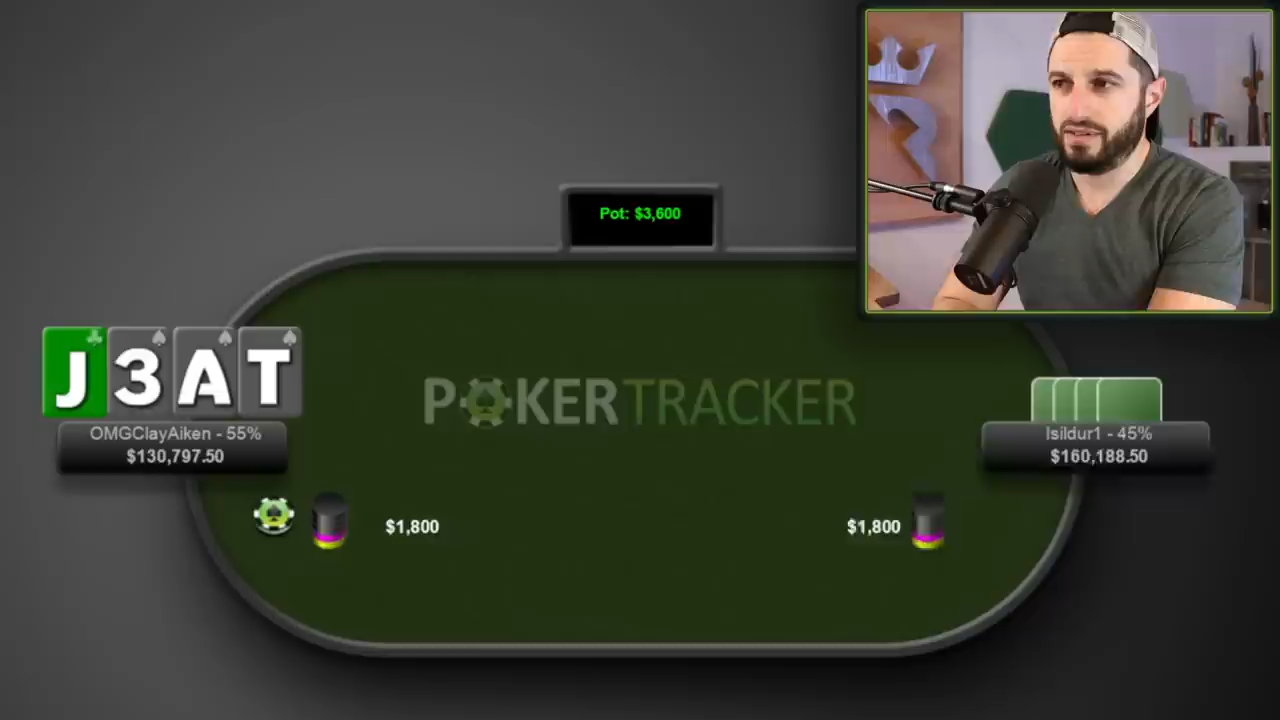 Pot: $3,600
J 3 A T
POKERTRACKER
OMGClayAiken - 55%
$130,797.50
Isildur1 - 45%
$160,188.50
$1,800
$1,800